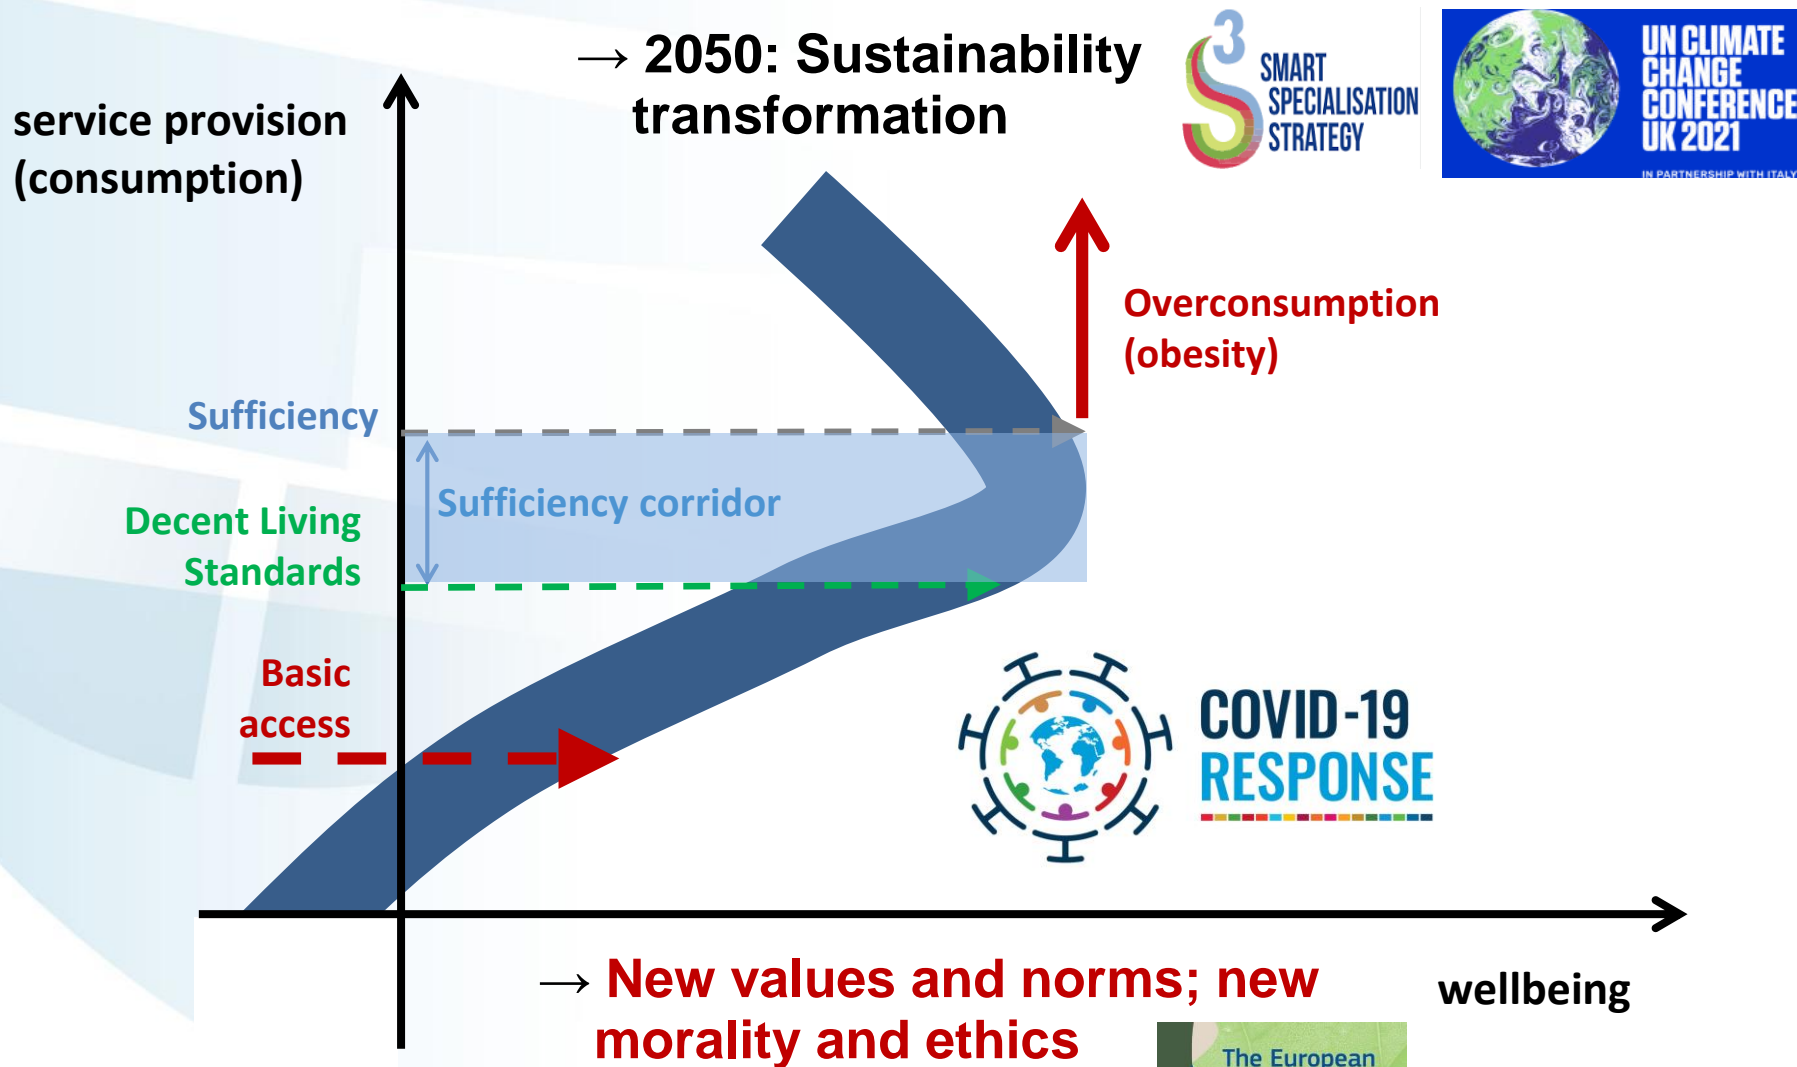 → 2050: Sustainability
transformation
3
SMART
SPECIALISATION
STRATEGY
UN CLIMATE
CHANGE
CONFERENCE
UK 2021
IN PARTNERSHIP WITH ITALY
service provision
(consumption)
Overconsumption
(obesity)
Sufficiency
Sufficiency corridor
Decent Living
Standards
Basic
access
COVID-19
RESPONSE
→ New values and norms; new
morality and ethics
wellbeing
The European